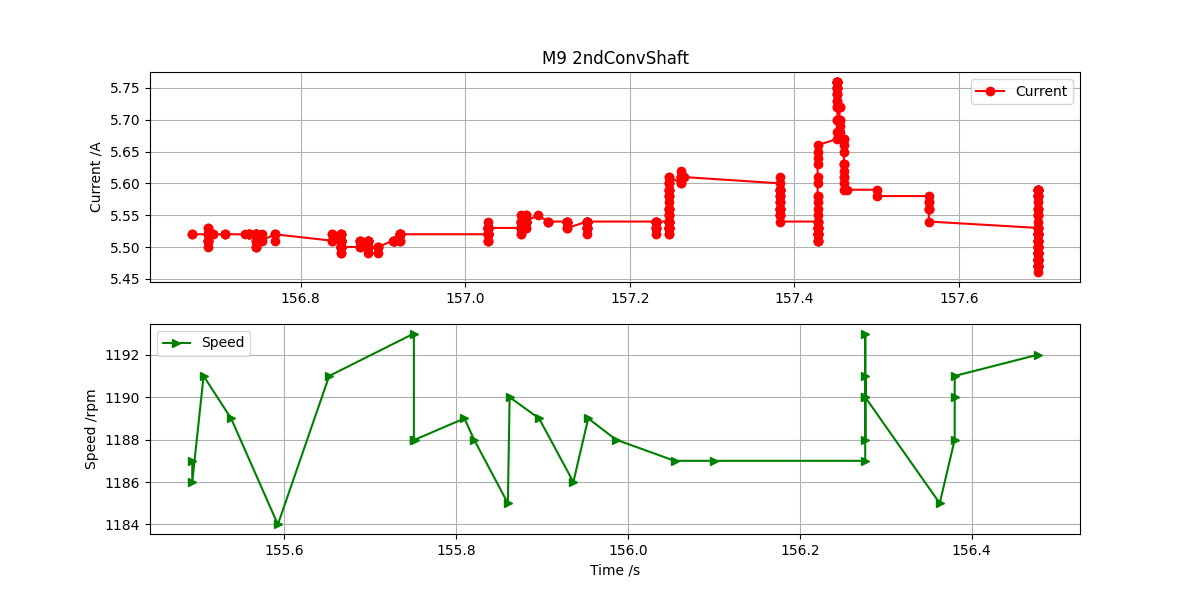 M9 2ndConvShaft
Current /A
5.75
5.70
5.65
5.60
5.55
5.50
5.45
Current
156.8 157.0 157.2 157.4 157.6
Speed /rpm
1192
1190
1188
1186
1184
Speed
155.6 155.8 156.0 156.2 156.4
Time /s